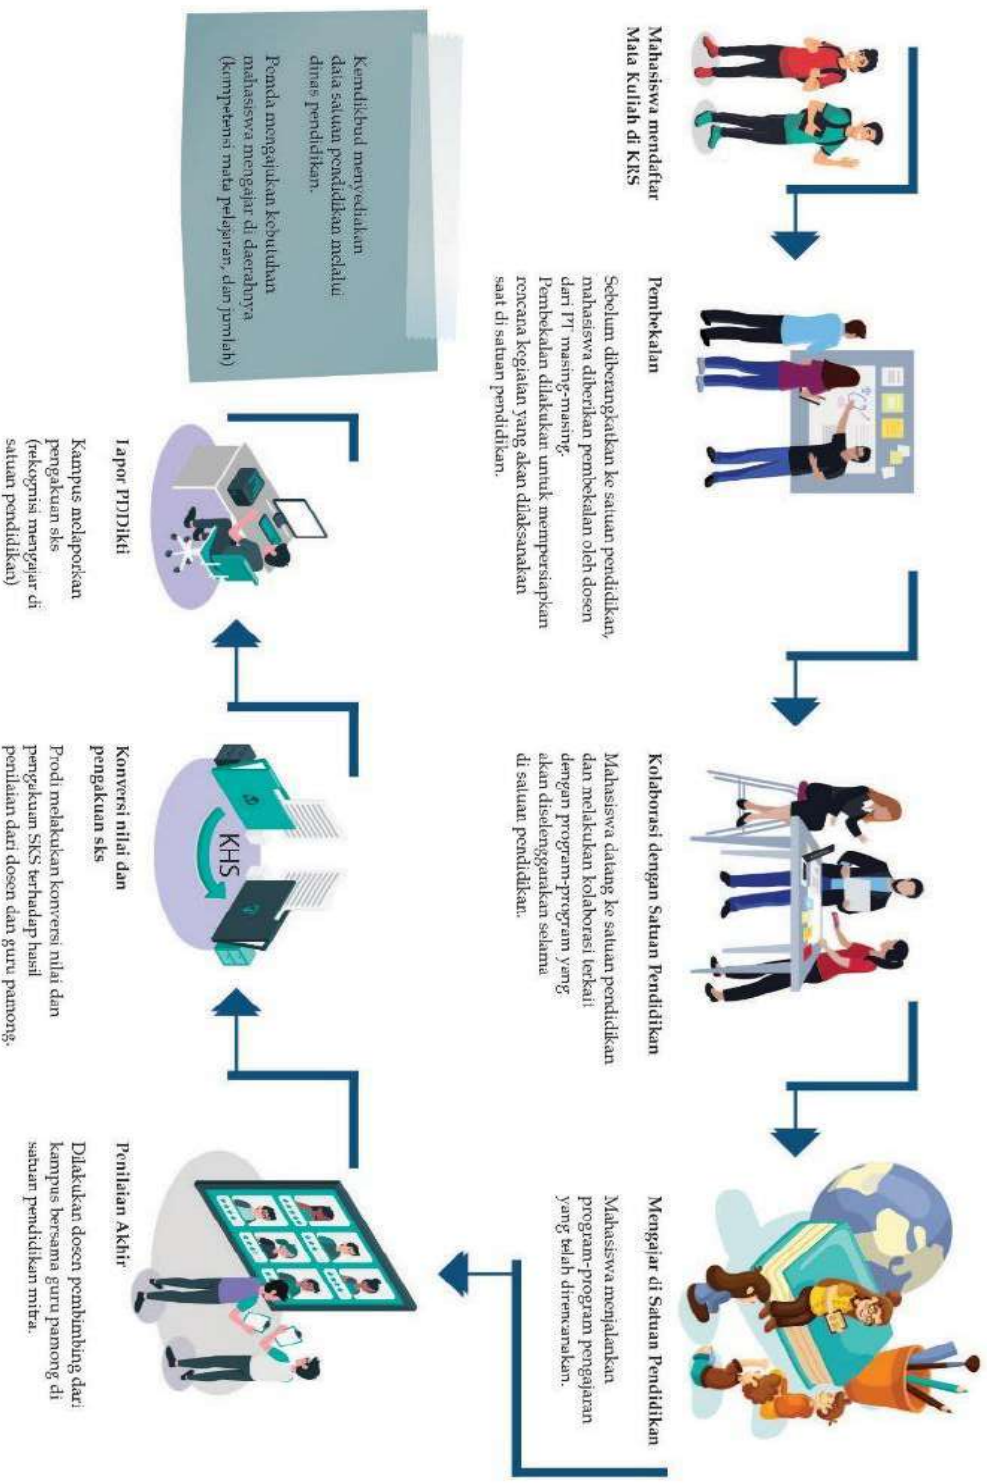 Mahasiswa mendaftar
Mata Kuliah di KRS
Pembekalan
Sebelum diberangkatkan ke satuan pendidikan,
mahasiswa diberikan pembekalan oleh dosen
dari PT masing-masing.
Pembekalan dilakukan untuk mempersiapkan
rencana kegiatan yang akan dilaksanakan
saat di satuan pendidikan.
Kolaborasi dengan Satuan Pendidikan
Mahasiswa datang ke satuan pendidikan
dan melakukan kolaborasi terkait
dengan program-program yang
akan diselenggarakan selama
di satuan pendidikan.
Mengajar di Satuan Pendidikan
Mahasiswa menjalankan
program-program pengajaran
yang telah direncanakan.
Kemdikbud menyediakan
data satuan pendidikan melalui
dinas pendidikan.
Pemda mengajukan kebutuhan
mahasiswa mengajar di daerahnya
(kompetensi mata pelajaran, dan jumlah)
Lapor PDDikti
Kampus melaporkan
pengakuan sks
(rekognisi mengajar di
satuan pendidikan)
KHS
Konversi nilai dan
pengakuan sks
Prodi melakukan konversi nilai dan
pengakuan SKS terhadap hasil
penilaian dari dosen dan guru pamong.
Penilaian Akhir
Dilakukan dosen pembimbing dari
kampus bersama guru pamong di
satuan pendidikan mitra.